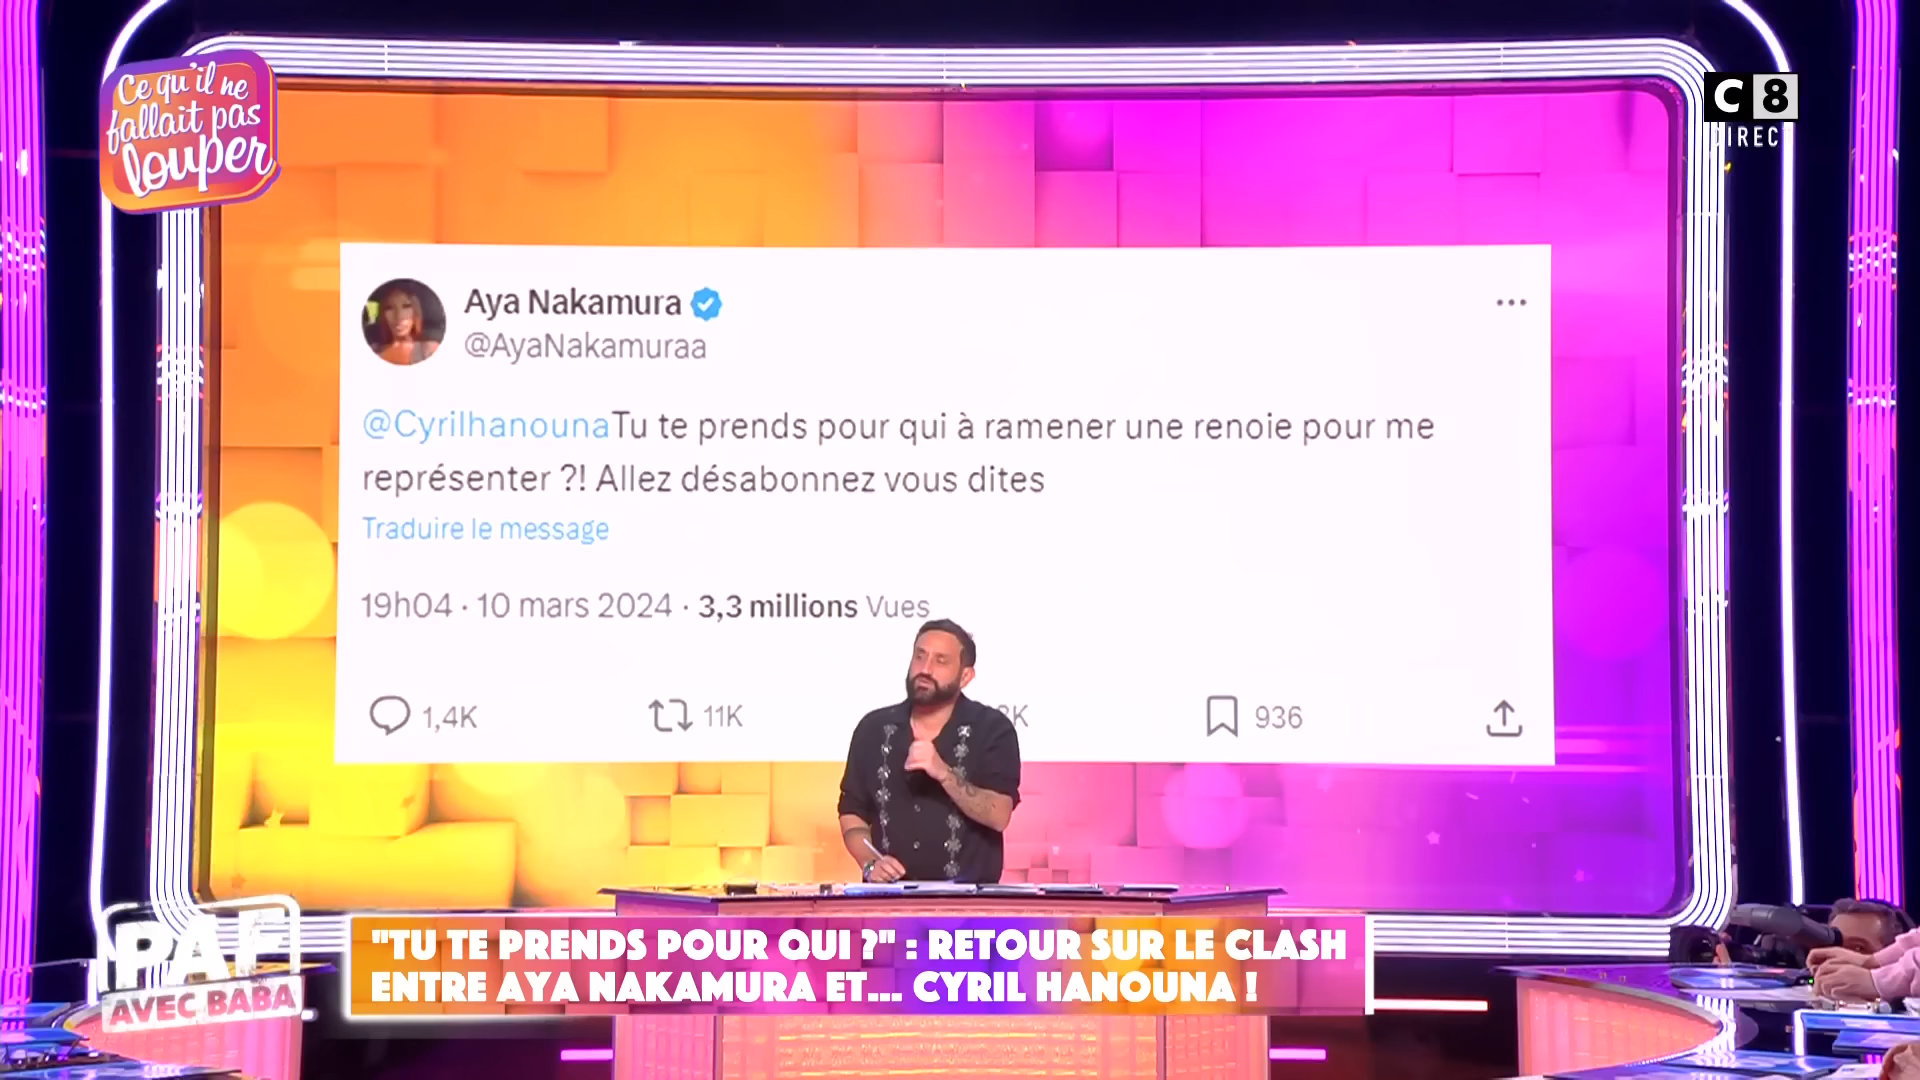 Ce qu'il ne
fallait pas
louper
C8
DIRECT
Aya Nakamura
@AyaNakamuraa
@CyrilhanounaTu te prends pour qui à ramener une renoie pour me
représenter ?! Allez désabonnez vous dites
Traduire le message
19h04 · 10 mars 2024 · 3,3 millions Vues
1,4K 11K K 936
PAF
AVEC BABA
"TU TE PRENDS POUR QUI ?" : RETOUR SUR LE CLASH
ENTRE AYA NAKAMURA ET... CYRIL HANOUNA !